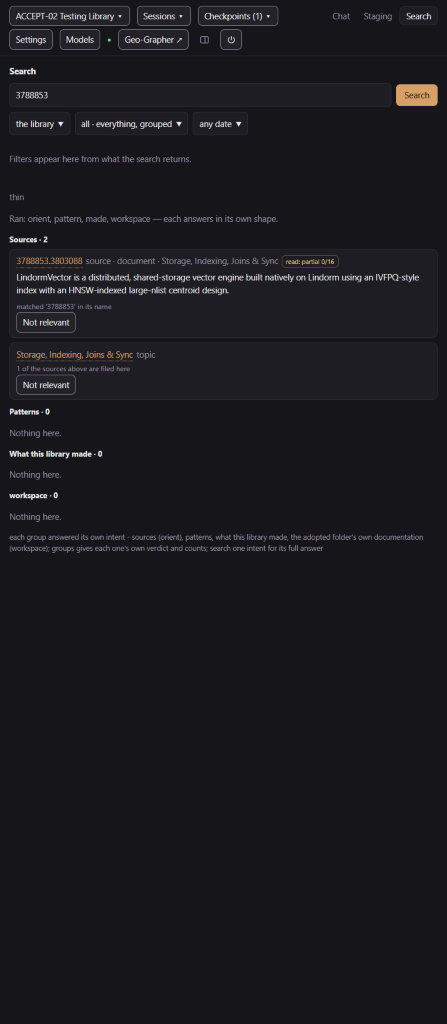 ACCEPT-02 Testing Library ▾ Sessions ▾ Checkpoints (1) ▾ Chat Staging Search
Settings Models Geo-Grapher ↗
Search
3788853 Search
the library ▼ all · everything, grouped ▼ any date ▼
Filters appear here from what the search returns.
thin
Ran: orient, pattern, made, workspace — each answers in its own shape.
Sources · 2
3788853.3803088 source · document · Storage, Indexing, Joins & Sync read: partial 0/16
LindormVector is a distributed, shared-storage vector engine built natively on Lindorm using an IVFPQ-style
index with an HNSW-indexed large-nlist centroid design.
matched '3788853' in its name
Not relevant
Storage, Indexing, Joins & Sync topic
1 of the sources above are filed here
Not relevant
Patterns · 0
Nothing here.
What this library made · 0
Nothing here.
workspace · 0
Nothing here.
each group answered its own intent - sources (orient), patterns, what this library made, the adopted folder's own documentation
(workspace); groups gives each one's own verdict and counts; search one intent for its full answer